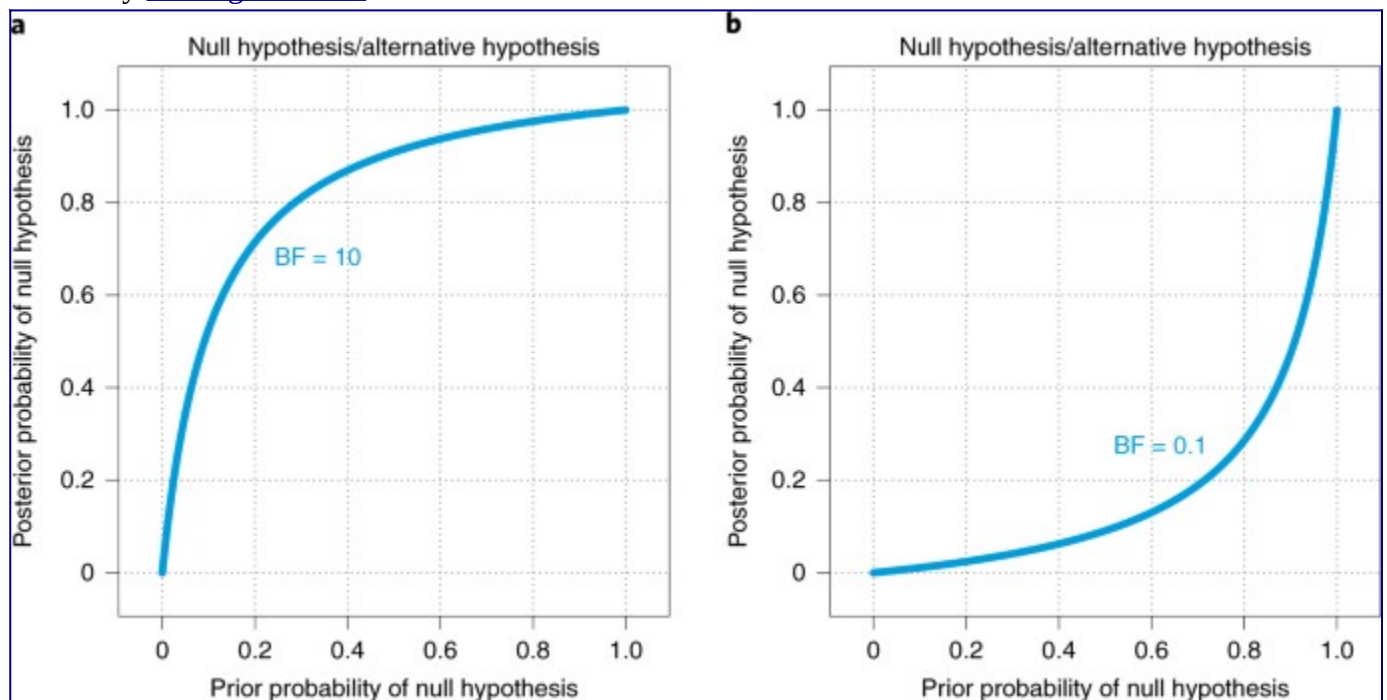 a
Null hypothesis/alternative hypothesis
Posterior probability of null hypothesis
1.0
0.8
0.6
0.4
0.2
0
BF = 10
0 0.2 0.4 0.6 0.8 1.0
Prior probability of null hypothesis
b
Null hypothesis/alternative hypothesis
Posterior probability of null hypothesis
1.0
0.8
0.6
0.4
0.2
0
BF = 0.1
0 0.2 0.4 0.6 0.8 1.0
Prior probability of null hypothesis